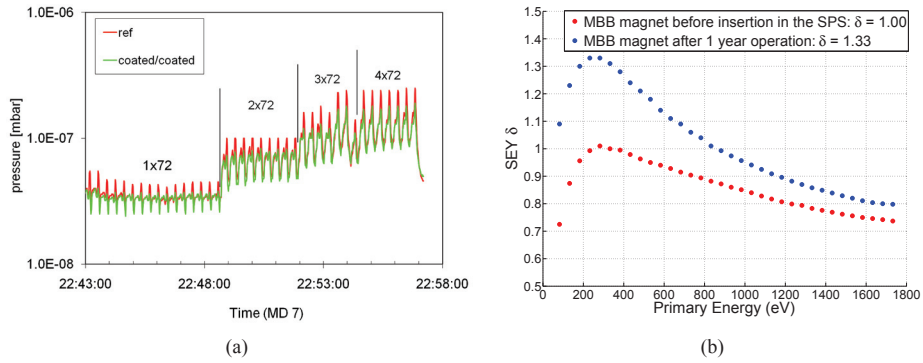 1.0E-06
ref
coated/coated
3x72
4x72
2x72
1.0E-07
pressure [mbar]
1x72
1.0E-08
22:43:00 22:48:00 22:53:00 22:58:00
Time (MD 7)
(a)
1.5
MBB magnet before insertion in the SPS: δ = 1.00
MBB magnet after 1 year operation: δ = 1.33
1.4
1.3
1.2
1.1
SEY δ
1
0.9
0.8
0.7
0.6
0.5
0 200 400 600 800 1000 1200 1400 1600 1800
Primary Energy (eV)
(b)